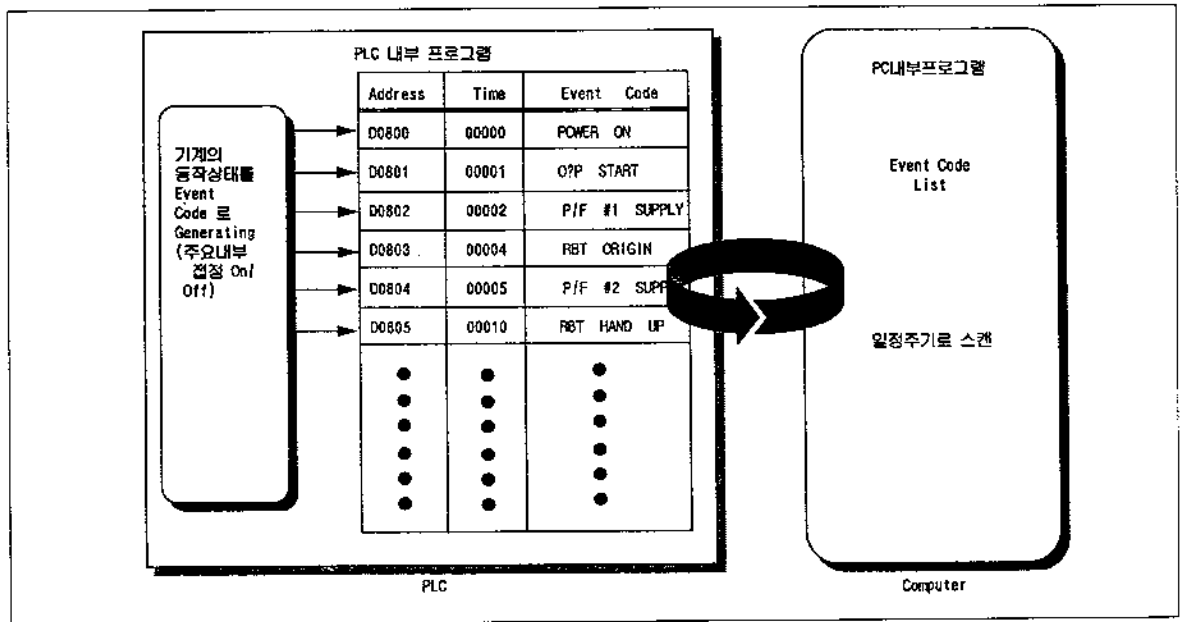 PLC 내부 프로그램
기계의
동작상태를
Event
Code 로
Generating
(주요내부
접정 On/
Off)
Address Time Event Code
D0800 00000 POWER ON
D0801 00001 O?P START
D0802 00002 P/F #1 SUPPLY
D0803 00004 RBT ORIGIN
D0804 00005 P/F #2 SUPP
D0805 00010 RBT HAND UP
PLC
PC내부프로그램
Event Code
List
일정주기로 스캔
Computer